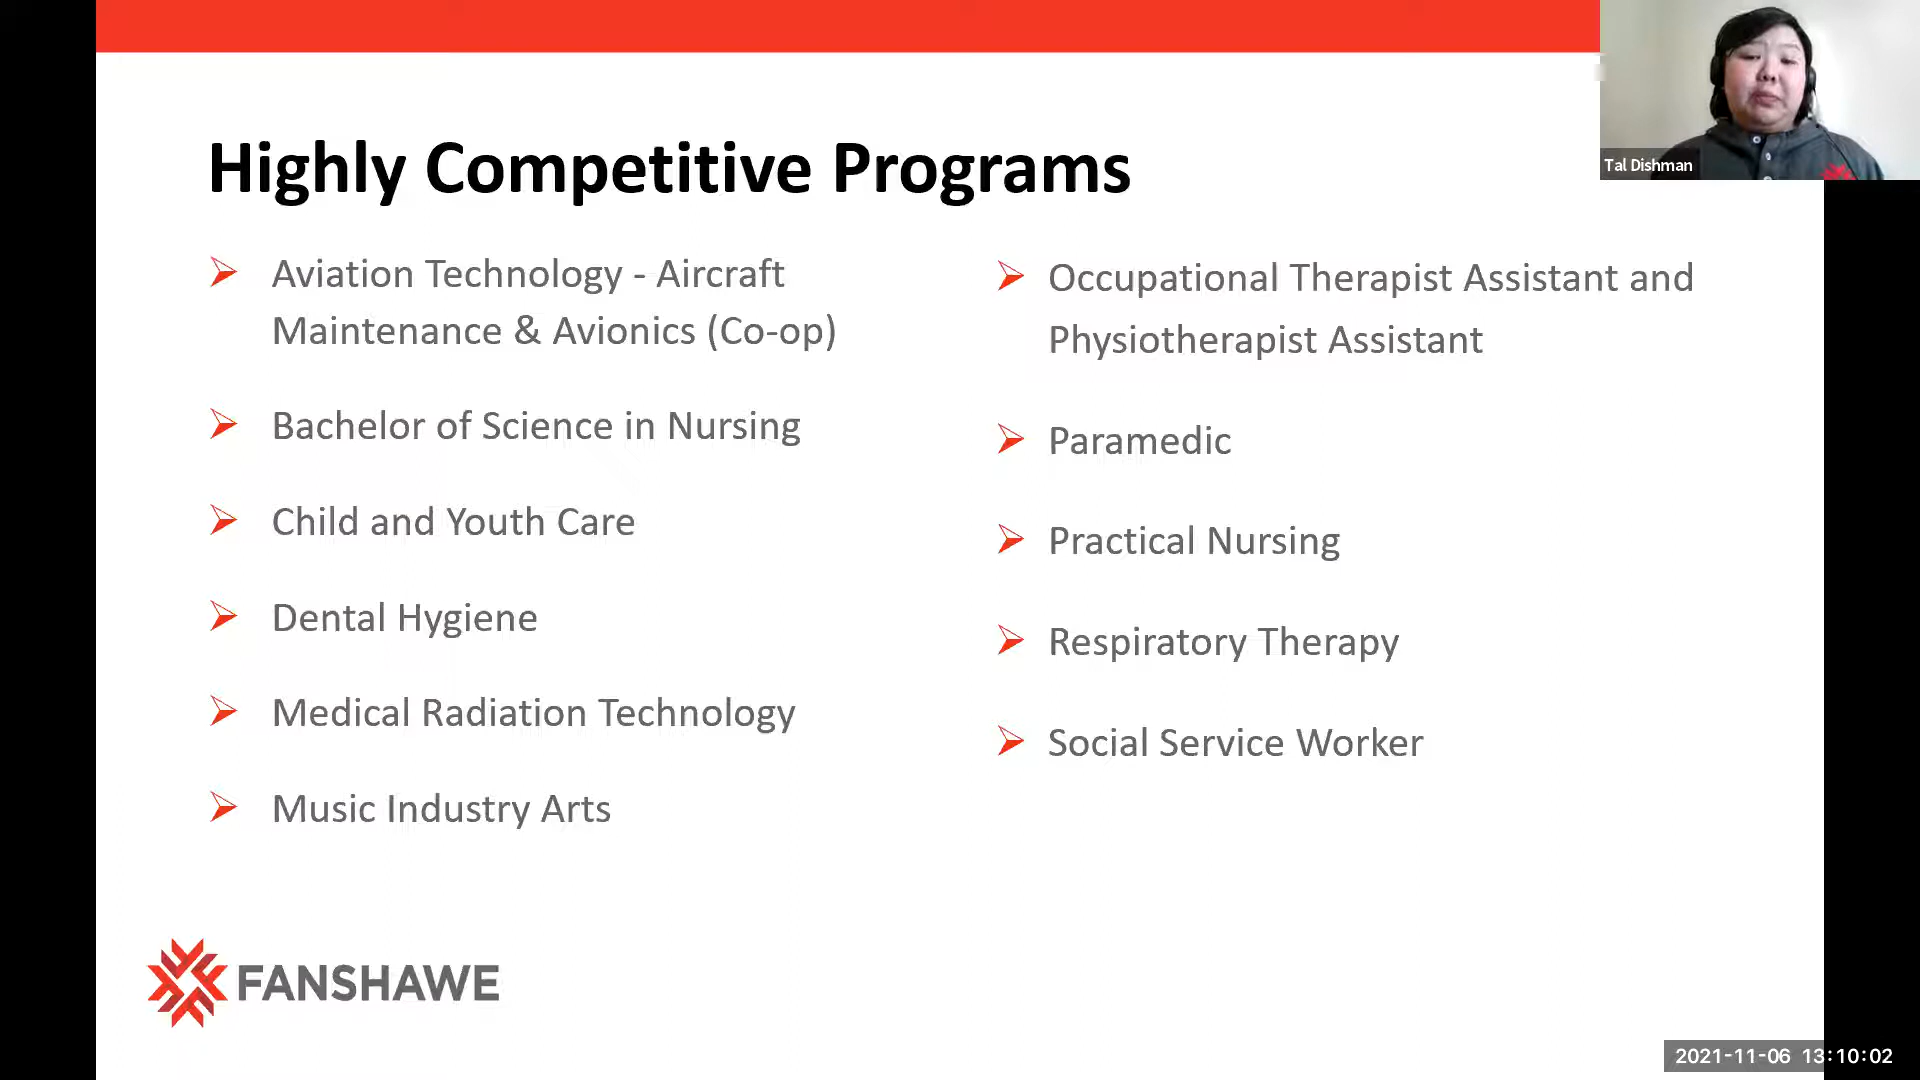 Highly Competitive Programs
Aviation Technology - Aircraft
Maintenance & Avionics (Co-op)
Bachelor of Science in Nursing
Child and Youth Care
Dental Hygiene
Medical Radiation Technology
Music Industry Arts
Occupational Therapist Assistant and
Physiotherapist Assistant
Paramedic
Practical Nursing
Respiratory Therapy
Social Service Worker
FANSHAWE
Tal Dishman
2021-11-06 13:10:02